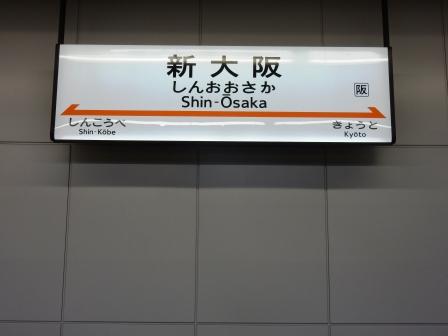 新大阪
しんおおさか
Shin-Ōsaka
阪
しんこうべ
Shin-Kōbe
きょうと
Kyōto